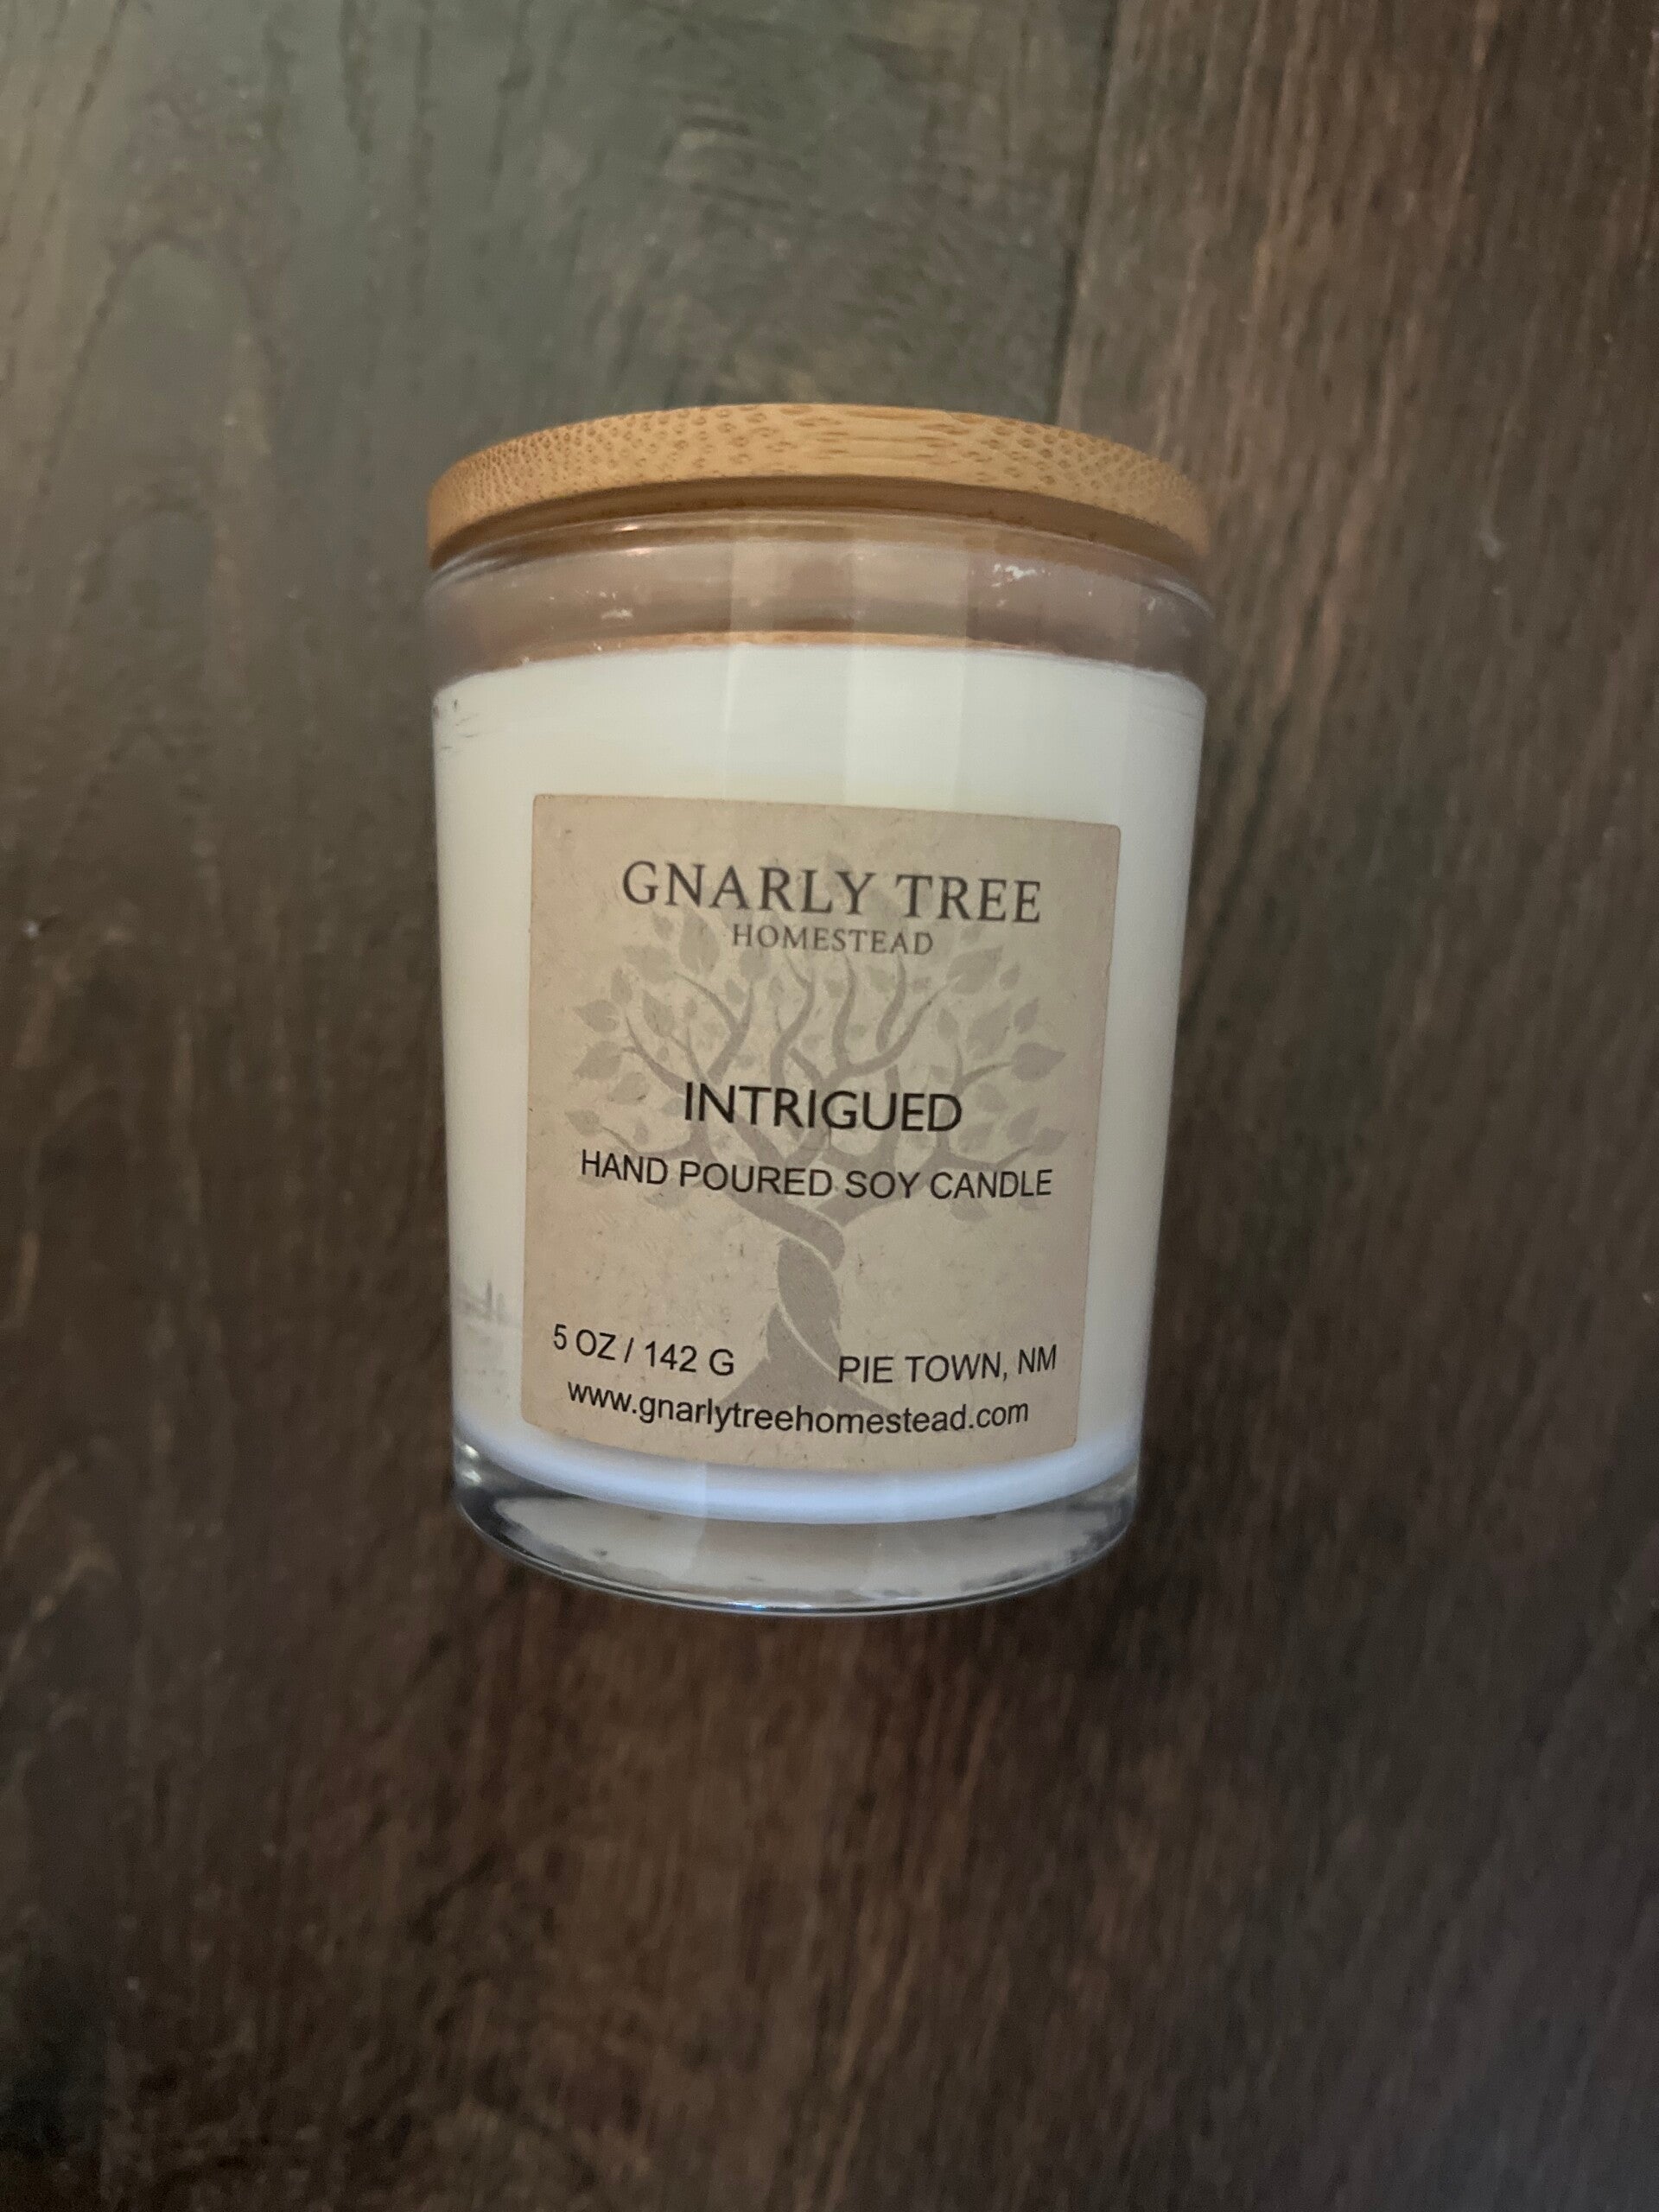 GNARLY TREE
HOMESTEAD
INTRIGUED
HAND POURED SOY CANDLE
5 OZ / 142 G PIE TOWN, NM
www.gnarlytreehomestead.com